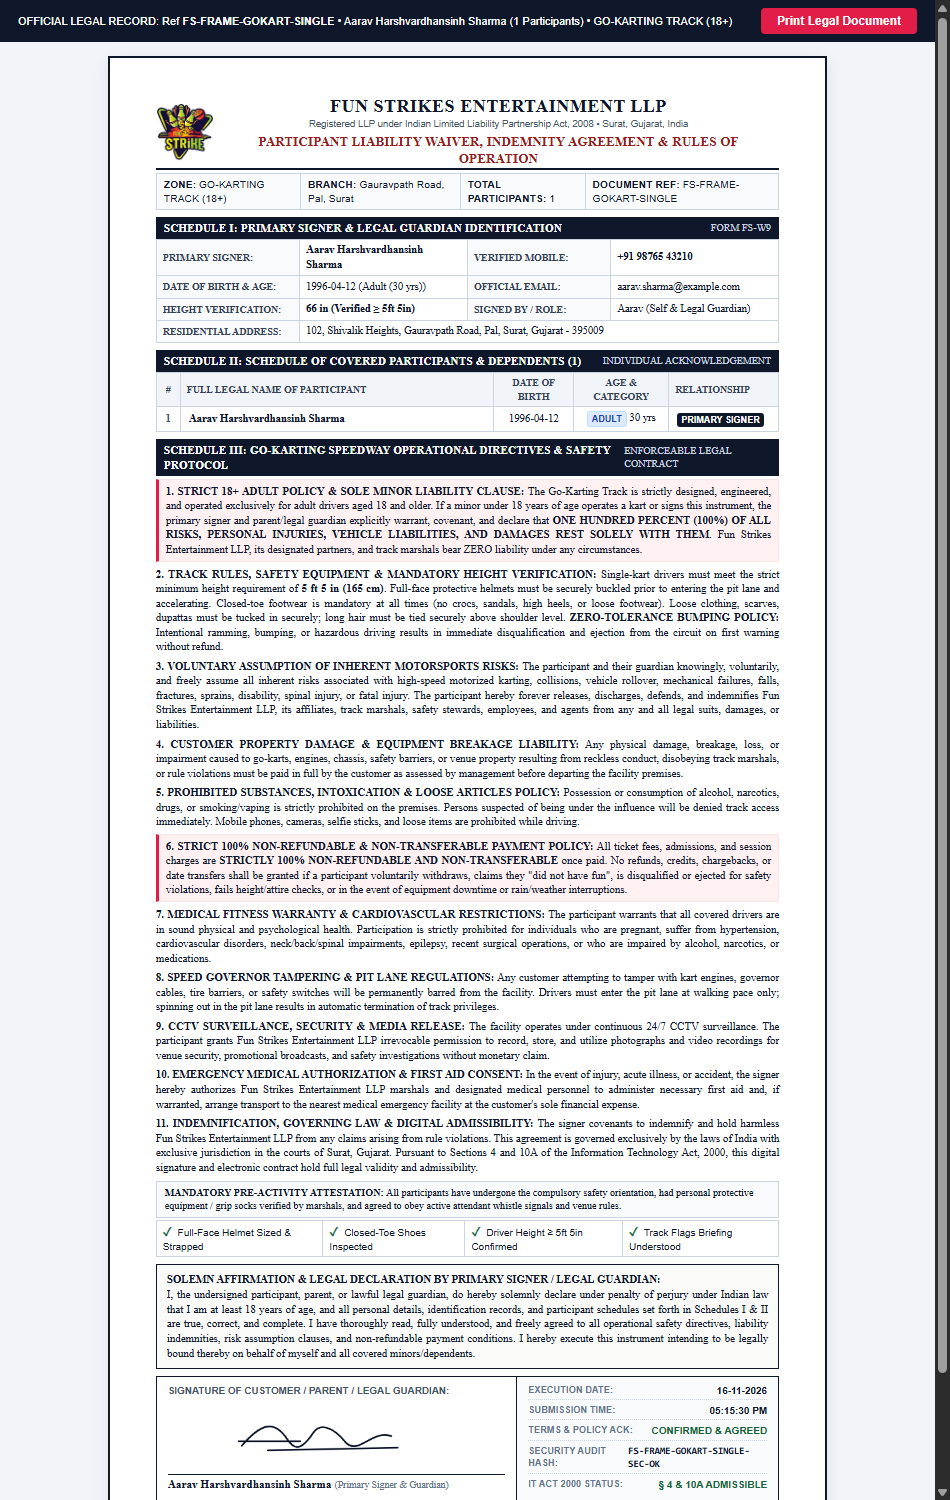 OFFICIAL LEGAL RECORD: Ref FS-FRAME-GOKART-SINGLE • Aarav Harshvardhansinh Sharma (1 Participants) • GO-KARTING TRACK (18+)
Print Legal Document
STRIKE
FUN STRIKES ENTERTAINMENT LLP
Registered LLP under Indian Limited Liability Partnership Act, 2008 • Surat, Gujarat, India
PARTICIPANT LIABILITY WAIVER, INDEMNITY AGREEMENT & RULES OF
OPERATION
ZONE: GO-KARTING
TRACK (18+)
BRANCH: Gauravpath Road,
Pal, Surat
TOTAL
PARTICIPANTS: 1
DOCUMENT REF: FS-FRAME-
GOKART-SINGLE
SCHEDULE I: PRIMARY SIGNER & LEGAL GUARDIAN IDENTIFICATION
FORM FS-W9
PRIMARY SIGNER:
Aarav Harshvardhansinh
Sharma
VERIFIED MOBILE:
+91 98765 43210
DATE OF BIRTH & AGE:
1996-04-12 (Adult (30 yrs))
OFFICIAL EMAIL:
aarav.sharma@example.com
HEIGHT VERIFICATION:
66 in (Verified ≥ 5ft 5in)
SIGNED BY / ROLE:
Aarav (Self & Legal Guardian)
RESIDENTIAL ADDRESS:
102, Shivalik Heights, Gauravpath Road, Pal, Surat, Gujarat - 395009
SCHEDULE II: SCHEDULE OF COVERED PARTICIPANTS & DEPENDENTS (1)
INDIVIDUAL ACKNOWLEDGEMENT
#
FULL LEGAL NAME OF PARTICIPANT
DATE OF
BIRTH
AGE &
CATEGORY
RELATIONSHIP
1
Aarav Harshvardhansinh Sharma
1996-04-12
ADULT 30 yrs
PRIMARY SIGNER
SCHEDULE III: GO-KARTING SPEEDWAY OPERATIONAL DIRECTIVES & SAFETY
PROTOCOL
ENFORCEABLE LEGAL
CONTRACT
1. STRICT 18+ ADULT POLICY & SOLE MINOR LIABILITY CLAUSE: The Go-Karting Track is strictly designed, engineered,
and operated exclusively for adult drivers aged 18 and older. If a minor under 18 years of age operates a kart or signs this instrument, the
primary signer and parent/legal guardian explicitly warrant, covenant, and declare that ONE HUNDRED PERCENT (100%) OF ALL
RISKS, PERSONAL INJURIES, VEHICLE LIABILITIES, AND DAMAGES REST SOLELY WITH THEM. Fun Strikes
Entertainment LLP, its designated partners, and track marshals bear ZERO liability under any circumstances.
2. TRACK RULES, SAFETY EQUIPMENT & MANDATORY HEIGHT VERIFICATION: Single-kart drivers must meet the strict
minimum height requirement of 5 ft 5 in (165 cm). Full-face protective helmets must be securely buckled prior to entering the pit lane and
accelerating. Closed-toe footwear is mandatory at all times (no crocs, sandals, high heels, or loose footwear). Loose clothing, scarves,
dupattas must be tucked in securely; long hair must be tied securely above shoulder level. ZERO-TOLERANCE BUMPING POLICY:
Intentional ramming, bumping, or hazardous driving results in immediate disqualification and ejection from the circuit on first warning
without refund.
3. VOLUNTARY ASSUMPTION OF INHERENT MOTORSPORTS RISKS: The participant and their guardian knowingly, voluntarily,
and freely assume all inherent risks associated with high-speed motorized karting, collisions, vehicle rollover, mechanical failures, falls,
fractures, sprains, disability, spinal injury, or fatal injury. The participant hereby forever releases, discharges, defends, and indemnifies Fun
Strikes Entertainment LLP, its affiliates, track marshals, safety stewards, employees, and agents from any and all legal suits, damages, or
liabilities.
4. CUSTOMER PROPERTY DAMAGE & EQUIPMENT BREAKAGE LIABILITY: Any physical damage, breakage, loss, or
impairment caused to go-karts, engines, chassis, safety barriers, or venue property resulting from reckless conduct, disobeying track marshals,
or rule violations must be paid in full by the customer as assessed by management before departing the facility premises.
5. PROHIBITED SUBSTANCES, INTOXICATION & LOOSE ARTICLES POLICY: Possession or consumption of alcohol, narcotics,
drugs, or smoking/vaping is strictly prohibited on the premises. Persons suspected of being under the influence will be denied track access
immediately. Mobile phones, cameras, selfie sticks, and loose items are prohibited while driving.
6. STRICT 100% NON-REFUNDABLE & NON-TRANSFERABLE PAYMENT POLICY: All ticket fees, admissions, and session
charges are STRICTLY 100% NON-REFUNDABLE AND NON-TRANSFERABLE once paid. No refunds, credits, chargebacks, or
date transfers shall be granted if a participant voluntarily withdraws, claims they "did not have fun", is disqualified or ejected for safety
violations, fails height/attire checks, or in the event of equipment downtime or rain/weather interruptions.
7. MEDICAL FITNESS WARRANTY & CARDIOVASCULAR RESTRICTIONS: The participant warrants that all covered drivers are
in sound physical and psychological health. Participation is strictly prohibited for individuals who are pregnant, suffer from hypertension,
cardiovascular disorders, neck/back/spinal impairments, epilepsy, recent surgical operations, or who are impaired by alcohol, narcotics, or
medications.
8. SPEED GOVERNOR TAMPERING & PIT LANE REGULATIONS: Any customer attempting to tamper with kart engines, governor
cables, tire barriers, or safety switches will be permanently barred from the facility. Drivers must enter the pit lane at walking pace only;
spinning out in the pit lane results in automatic termination of track privileges.
9. CCTV SURVEILLANCE, SECURITY & MEDIA RELEASE: The facility operates under continuous 24/7 CCTV surveillance. The
participant grants Fun Strikes Entertainment LLP irrevocable permission to record, store, and utilize photographs and video recordings for
venue security, promotional broadcasts, and safety investigations without monetary claim.
10. EMERGENCY MEDICAL AUTHORIZATION & FIRST AID CONSENT: In the event of injury, acute illness, or accident, the signer
hereby authorizes Fun Strikes Entertainment LLP marshals and designated medical personnel to administer necessary first aid and, if
warranted, arrange transport to the nearest medical emergency facility at the customer's sole financial expense.
11. INDEMNIFICATION, GOVERNING LAW & DIGITAL ADMISSIBILITY: The signer covenants to indemnify and hold harmless
Fun Strikes Entertainment LLP from any claims arising from rule violations. This agreement is governed exclusively by the laws of India with
exclusive jurisdiction in the courts of Surat, Gujarat. Pursuant to Sections 4 and 10A of the Information Technology Act, 2000, this digital
signature and electronic contract hold full legal validity and admissibility.
MANDATORY PRE-ACTIVITY ATTESTATION: All participants have undergone the compulsory safety orientation, had personal protective
equipment / grip socks verified by marshals, and agreed to obey active attendant whistle signals and venue rules.
✓ Full-Face Helmet Sized &
Strapped
✓ Closed-Toe Shoes
Inspected
✓ Driver Height ≥ 5ft 5in
Confirmed
✓ Track Flags Briefing
Understood
SOLEMN AFFIRMATION & LEGAL DECLARATION BY PRIMARY SIGNER / LEGAL GUARDIAN:
I, the undersigned participant, parent, or lawful legal guardian, do hereby solemnly declare under penalty of perjury under Indian law
that I am at least 18 years of age, and all personal details, identification records, and participant schedules set forth in Schedules I & II
are true, correct, and complete. I have thoroughly read, fully understood, and freely agreed to all operational safety directives, liability
indemnities, risk assumption clauses, and non-refundable payment conditions. I hereby execute this instrument intending to be legally
bound thereby on behalf of myself and all covered minors/dependents.
SIGNATURE OF CUSTOMER / PARENT / LEGAL GUARDIAN:
Aarav Harshvardhansinh Sharma (Primary Signer & Guardian)
EXECUTION DATE:
16-11-2026
SUBMISSION TIME:
05:15:30 PM
TERMS & POLICY ACK:
CONFIRMED & AGREED
SECURITY AUDIT
HASH:
FS-FRAME-GOKART-SINGLE-
SEC-OK
IT ACT 2000 STATUS:
§ 4 & 10A ADMISSIBLE